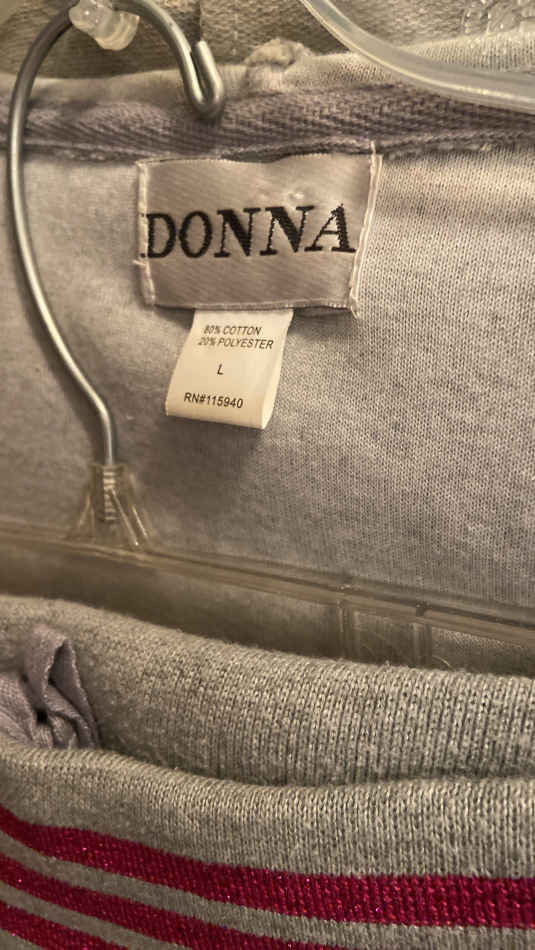 DONNA
80% COTTON
20% POLYESTER
L
RN#115940